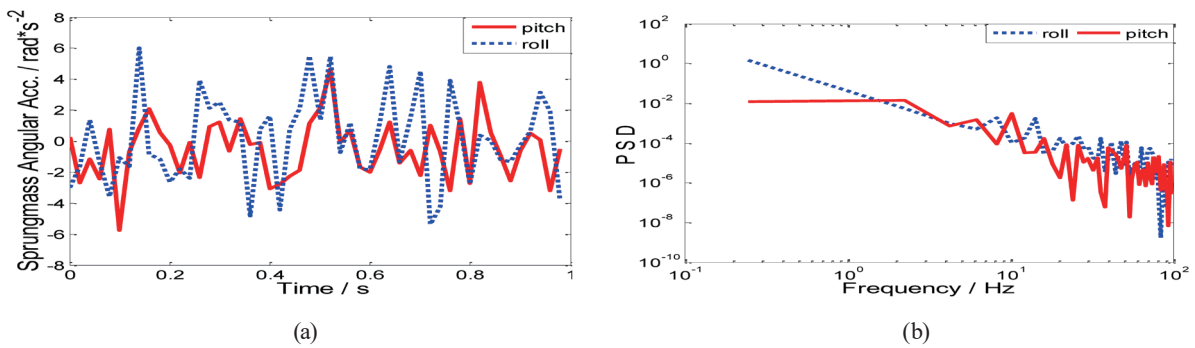 8
6
4
2
0
-2
-4
-6
-8
Sprungmass Angular Acc. / rad*s^-2
pitch
roll
0 0.2 0.4 0.6 0.8 1
Time / s
(a)
10^2
10^0
10^-2
10^-4
10^-6
10^-8
10^-10
PSD
roll pitch
10^-1 10^0 10^1 10^2
Frequency / Hz
(b)